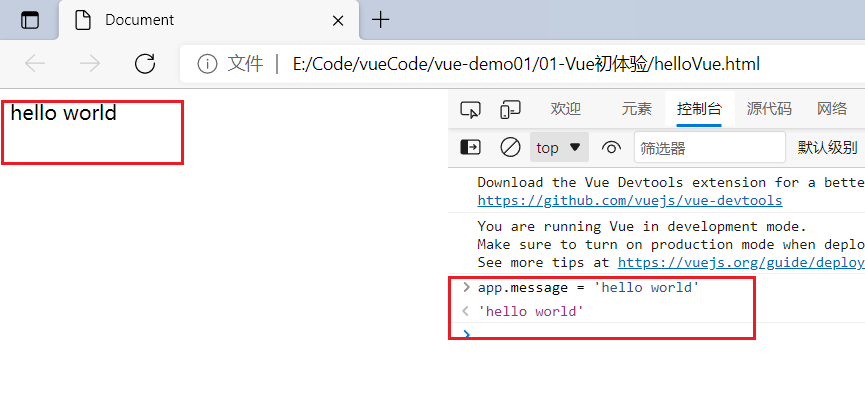 Document
文件 E:/Code/vueCode/vue-demo01/01-Vue初体验/helloVue.html
hello world
欢迎 元素 控制台 源代码 网络
top 筛选器 默认级别
Download the Vue Devtools extension for a bette
https://github.com/vuejs/vue-devtools
You are running Vue in development mode.
Make sure to turn on production mode when deplo
See more tips at https://vuejs.org/guide/deploy
> app.message = 'hello world'
< 'hello world'
>